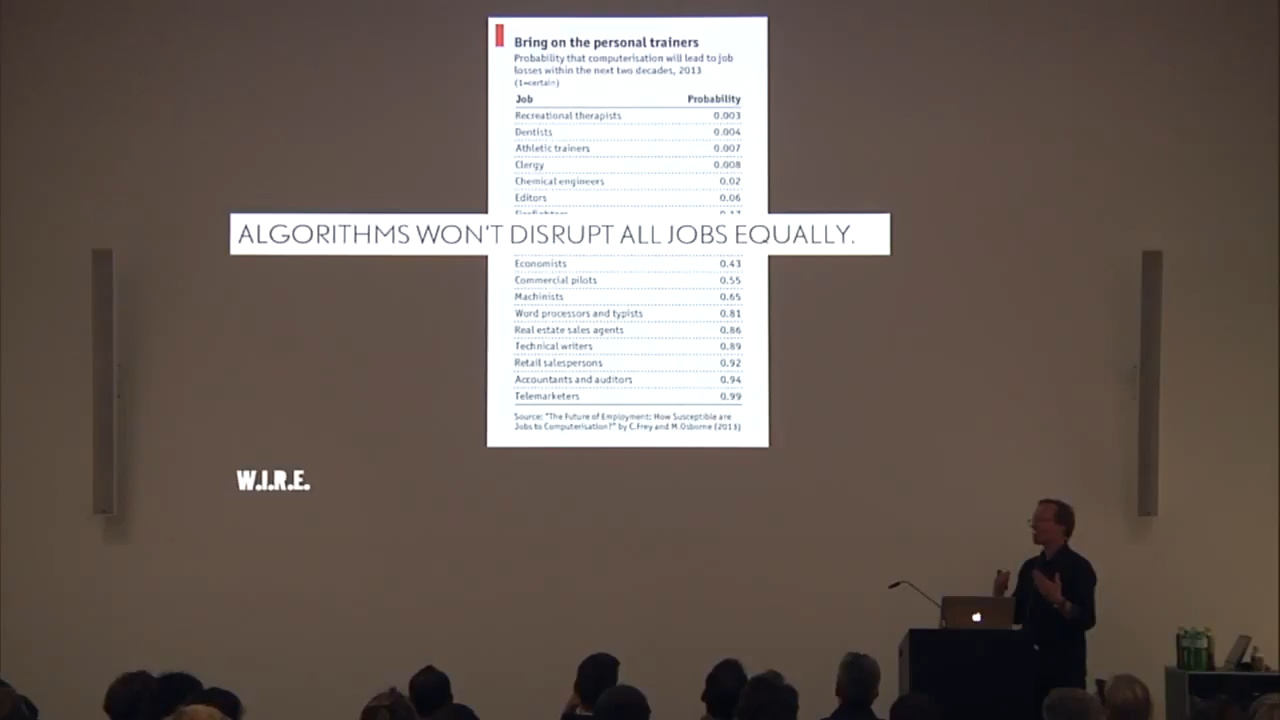 Bring on the personal trainers
Probability that computerisation will lead to job
losses within the next two decades, 2013
(1=certain)
Job Probability
Recreational therapists 0.003
Dentists 0.004
Athletic trainers 0.007
Clergy 0.008
Chemical engineers 0.02
Editors 0.06
Firefighters 0.17
ALGORITHMS WON'T DISRUPT ALL JOBS EQUALLY.
Economists 0.43
Commercial pilots 0.55
Machinists 0.65
Word processors and typists 0.81
Real estate sales agents 0.86
Technical writers 0.89
Retail salespersons 0.92
Accountants and auditors 0.94
Telemarketers 0.99
Source: "The Future of Employment: How Susceptible are
Jobs to Computerisation?" by C.Frey and M.Osborne (2013)
W.I.R.E.